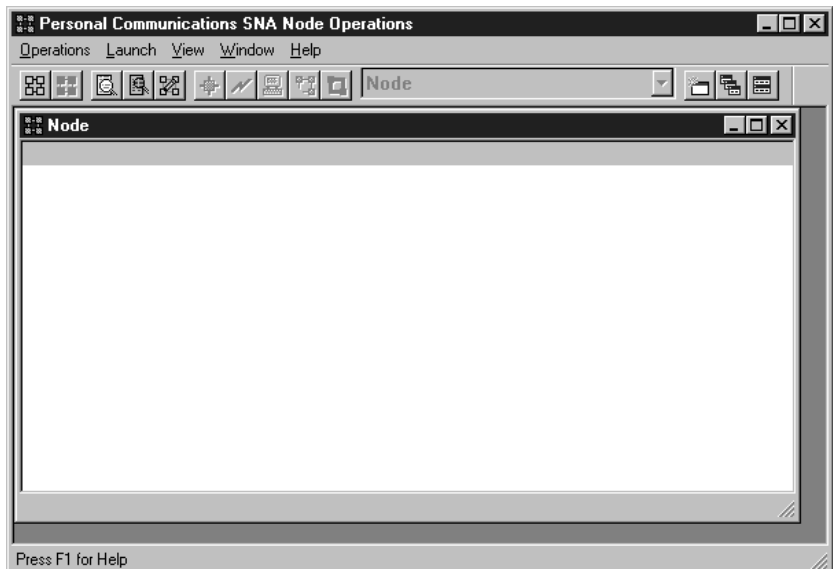 Personal Communications SNA Node Operations
Operations Launch View Window Help
Node
Node
Press F1 for Help